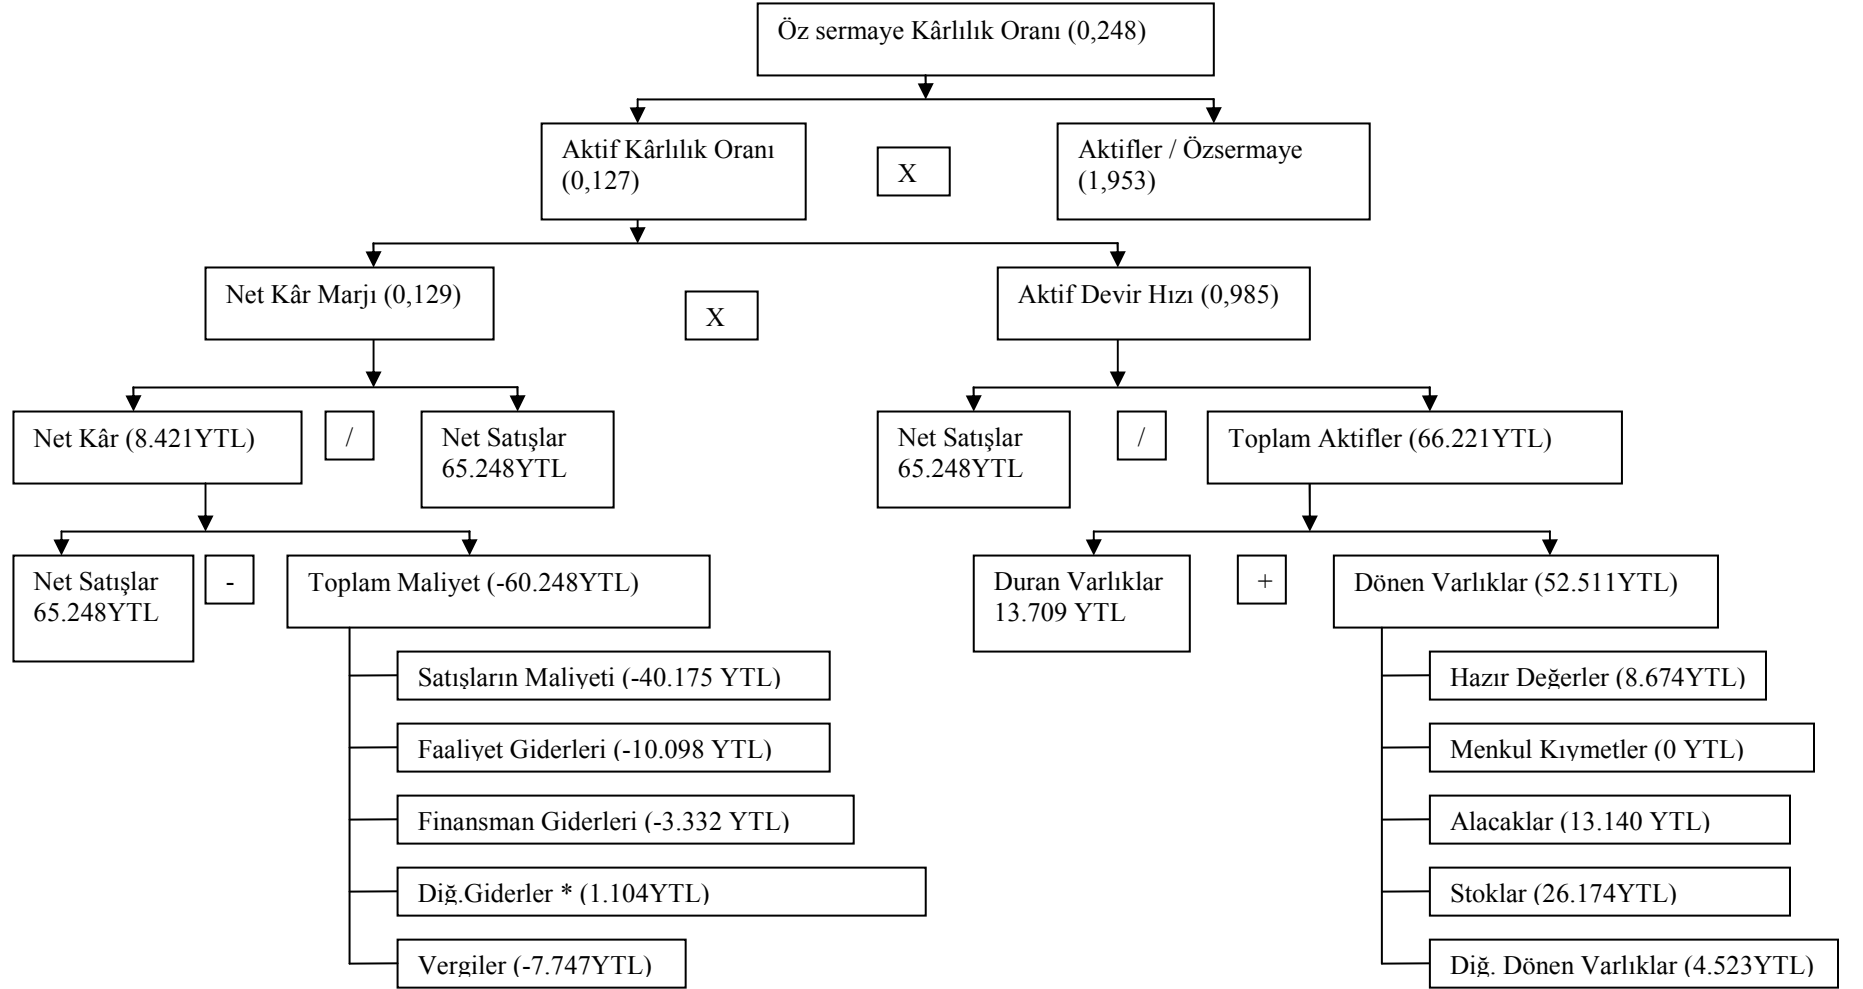 Öz sermaye Kârlılık Oranı (0,248)
Aktif Kârlılık Oranı
(0,127)
X
Aktifler / Özsermaye
(1,953)
Net Kâr Marjı (0,129)
X
Aktif Devir Hızı (0,985)
Net Kâr (8.421YTL)
/
Net Satışlar
65.248YTL
Net Satışlar
65.248YTL
/
Toplam Aktifler (66.221YTL)
Net Satışlar
65.248YTL
-
Toplam Maliyet (-60.248YTL)
Duran Varlıklar
13.709 YTL
+
Dönen Varlıklar (52.511YTL)
Satışların Maliyeti (-40.175 YTL)
Faaliyet Giderleri (-10.098 YTL)
Finansman Giderleri (-3.332 YTL)
Diğ.Giderler * (1.104YTL)
Vergiler (-7.747YTL)
Hazır Değerler (8.674YTL)
Menkul Kıymetler (0 YTL)
Alacaklar (13.140 YTL)
Stoklar (26.174YTL)
Diğ. Dönen Varlıklar (4.523YTL)